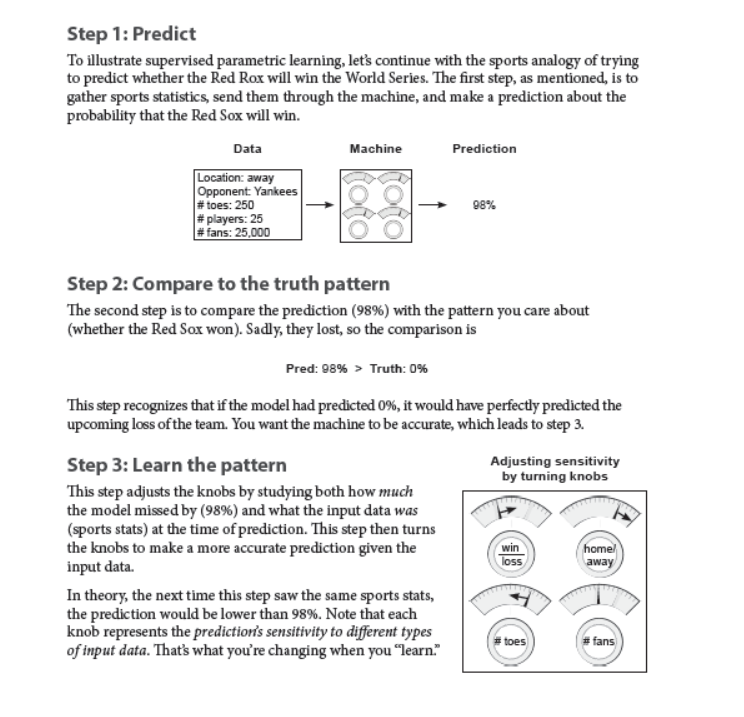 Step 1: Predict
To illustrate supervised parametric learning, let's continue with the sports analogy of trying
to predict whether the Red Rox will win the World Series. The first step, as mentioned, is to
gather sports statistics, send them through the machine, and make a prediction about the
probability that the Red Sox will win.
Data Machine Prediction
Location: away
Opponent: Yankees
# toes: 250
# players: 25
# fans: 25,000
98%
Step 2: Compare to the truth pattern
The second step is to compare the prediction (98%) with the pattern you care about
(whether the Red Sox won). Sadly, they lost, so the comparison is
Pred: 98% > Truth: 0%
This step recognizes that if the model had predicted 0%, it would have perfectly predicted the
upcoming loss of the team. You want the machine to be accurate, which leads to step 3.
Step 3: Learn the pattern
This step adjusts the knobs by studying both how much
the model missed by (98%) and what the input data was
(sports stats) at the time of prediction. This step then turns
the knobs to make a more accurate prediction given the
input data.
In theory, the next time this step saw the same sports stats,
the prediction would be lower than 98%. Note that each
knob represents the prediction's sensitivity to different types
of input data. That's what you're changing when you "learn."
Adjusting sensitivity
by turning knobs
win
loss
home/
away
# toes
# fans